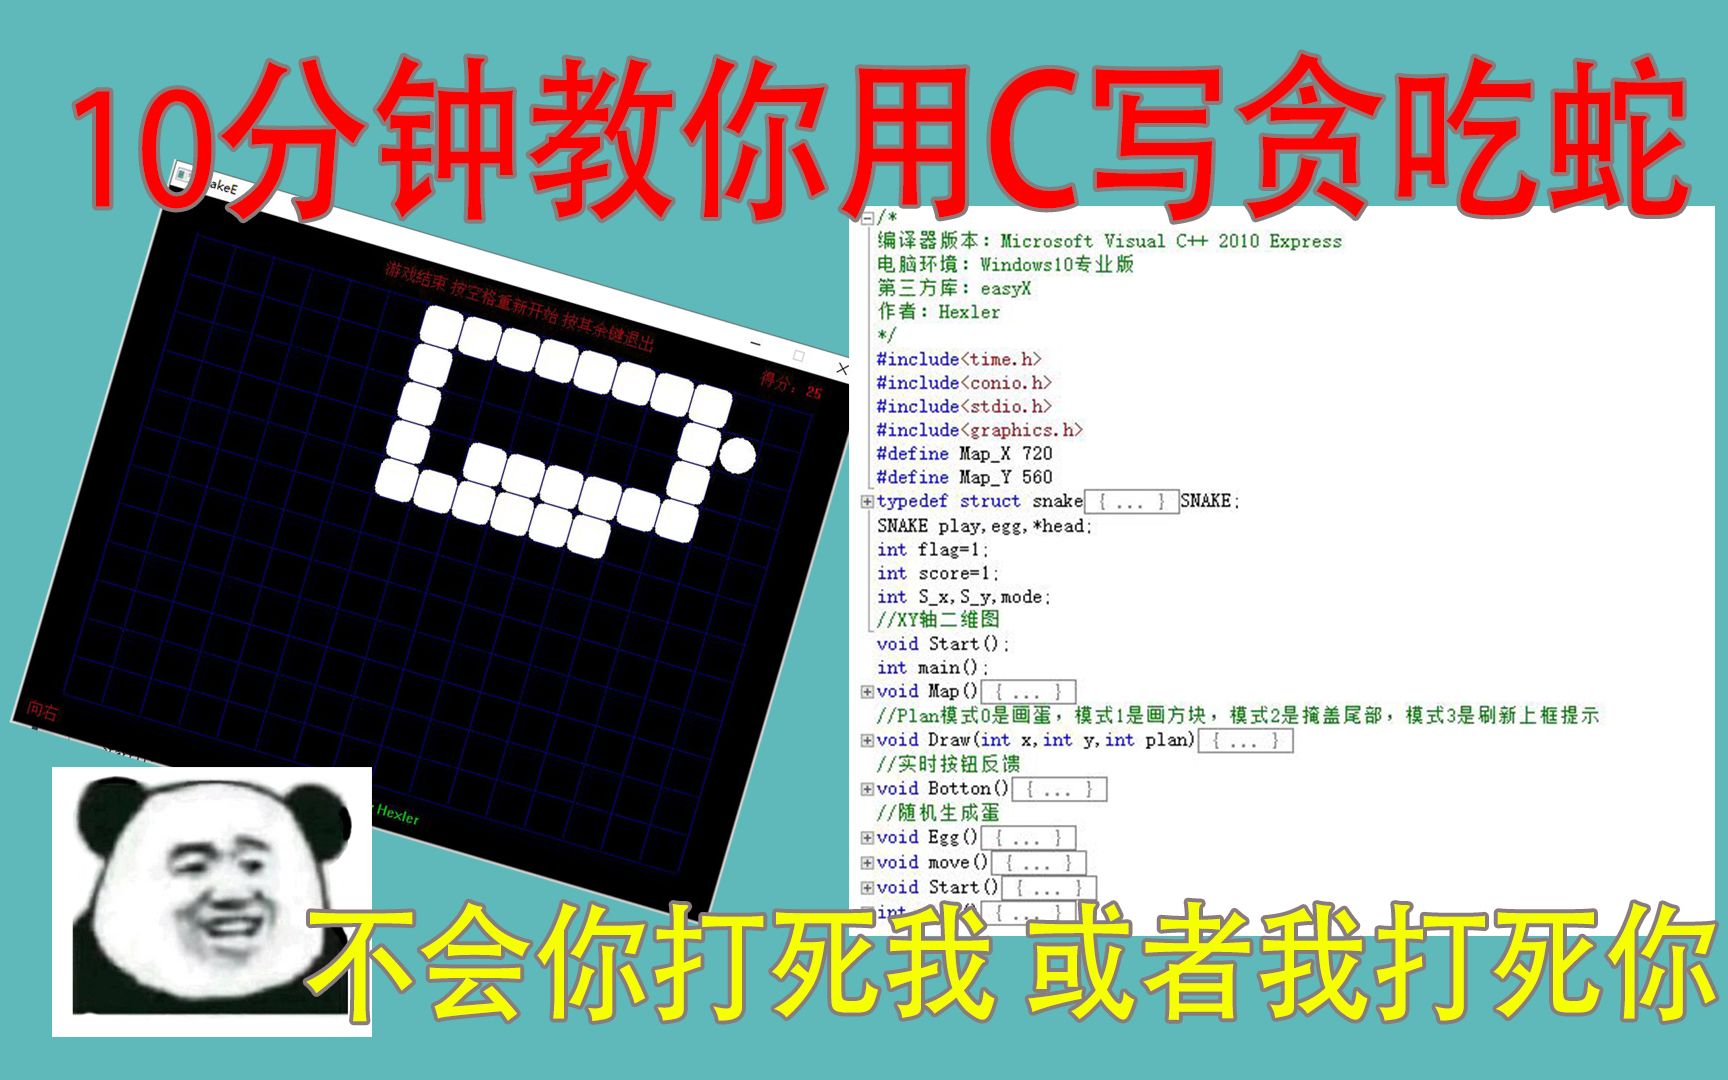 10分钟教你用C写贪吃蛇
akeE
游戏结束 按空格重新开始 按其余键退出
得分：25
向右
Hexler
/*
编译器版本：Microsoft Visual C++ 2010 Express
电脑环境：Windows10专业版
第三方库：easyX
作者：Hexler
*/
#include<time.h>
#include<conio.h>
#include<stdio.h>
#include<graphics.h>
#define Map_X 720
#define Map_Y 560
typedef struct snake{ ... }SNAKE;
SNAKE play,egg,*head;
int flag=1;
int score=1;
int S_x,S_y,mode;
//XY轴二维图
void Start();
int main();
void Map(){ ... }
//Plan模式0是画蛋，模式1是画方块，模式2是掩盖尾部，模式3是刷新上框提示
void Draw(int x,int y,int plan){ ... }
//实时按钮反馈
void Botton(){ ... }
//随机生成蛋
void Egg(){ ... }
void move(){ ... }
void Start(){ ... }
int { ... }
不会你打死我 或者我打死你